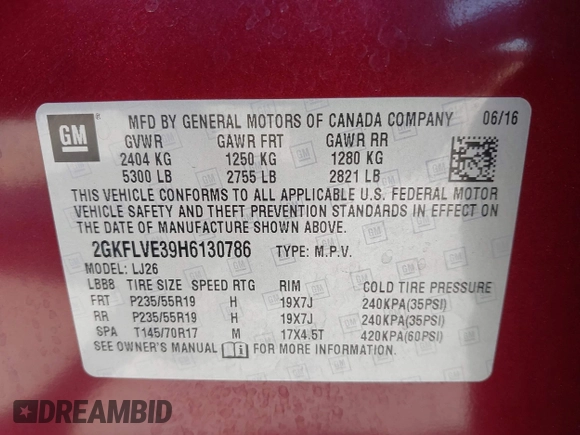 GM
MFD BY GENERAL MOTORS OF CANADA COMPANY 06/16
GVWR GAWR FRT GAWR RR
2404 KG 1250 KG 1280 KG
5300 LB 2755 LB 2821 LB
THIS VEHICLE CONFORMS TO ALL APPLICABLE U.S. FEDERAL MOTOR
VEHICLE SAFETY AND THEFT PREVENTION STANDARDS IN EFFECT ON
THE DATE OF MANUFACTURE SHOWN ABOVE.
2GKFLVE39H6130786 TYPE: M.P.V.
MODEL: LJ26
LBB8 TIRE SIZE SPEED RTG RIM COLD TIRE PRESSURE
FRT P235/55R19 H 19X7J 240KPA(35PSI)
RR P235/55R19 H 19X7J 240KPA(35PSI)
SPA T145/70R17 M 17X4.5T 420KPA(60PSI)
SEE OWNER'S MANUAL i FOR MORE INFORMATION.
DREAMBID